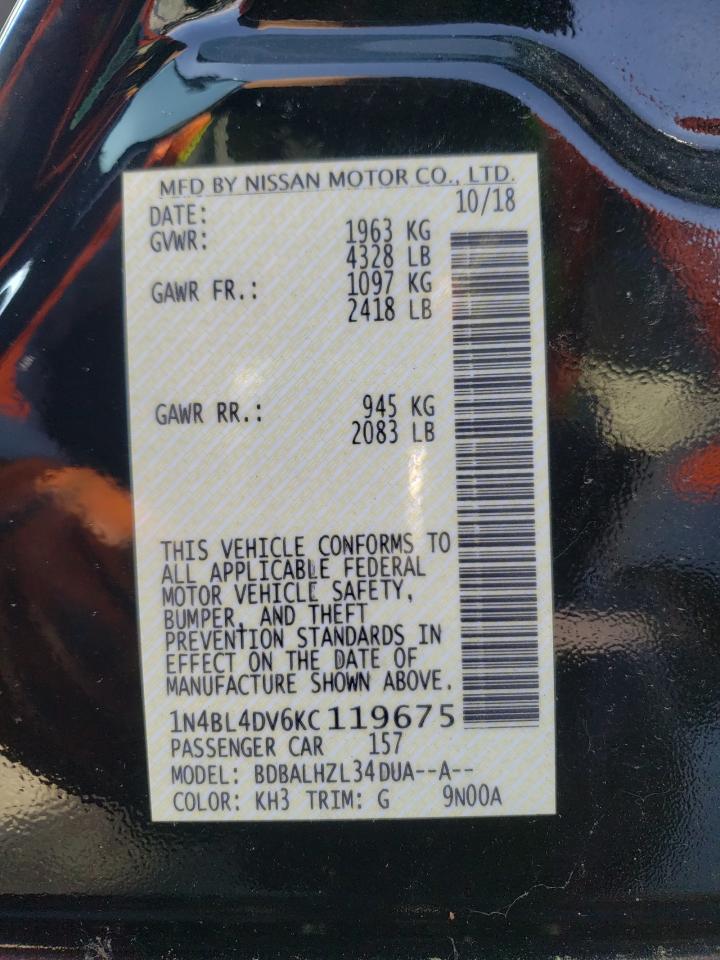 MFD BY NISSAN MOTOR CO., LTD.
DATE: 10/18
GVWR: 1963 KG
4328 LB
GAWR FR.: 1097 KG
2418 LB
GAWR RR.: 945 KG
2083 LB
THIS VEHICLE CONFORMS TO
ALL APPLICABLE FEDERAL
MOTOR VEHICLE SAFETY,
BUMPER, AND THEFT
PREVENTION STANDARDS IN
EFFECT ON THE DATE OF
MANUFACTURE SHOWN ABOVE.
1N4BL4DV6KC119675
PASSENGER CAR 157
MODEL: BDBALHZL34DUA--A--
COLOR: KH3 TRIM: G 9N00A